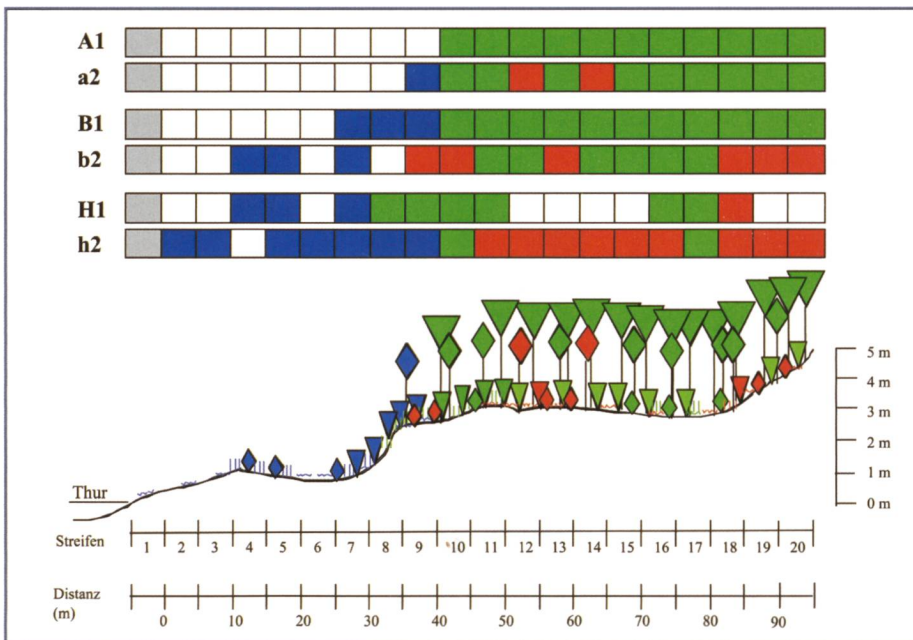 A1
a2
B1
b2
H1
h2
5 m
4 m
3 m
2 m
1 m
0 m
Thur
Streifen 1 2 3 4 5 6 7 8 9 10 11 12 13 14 15 16 17 18 19 20
Distanz
(m) 0 10 20 30 40 50 60 70 80 90